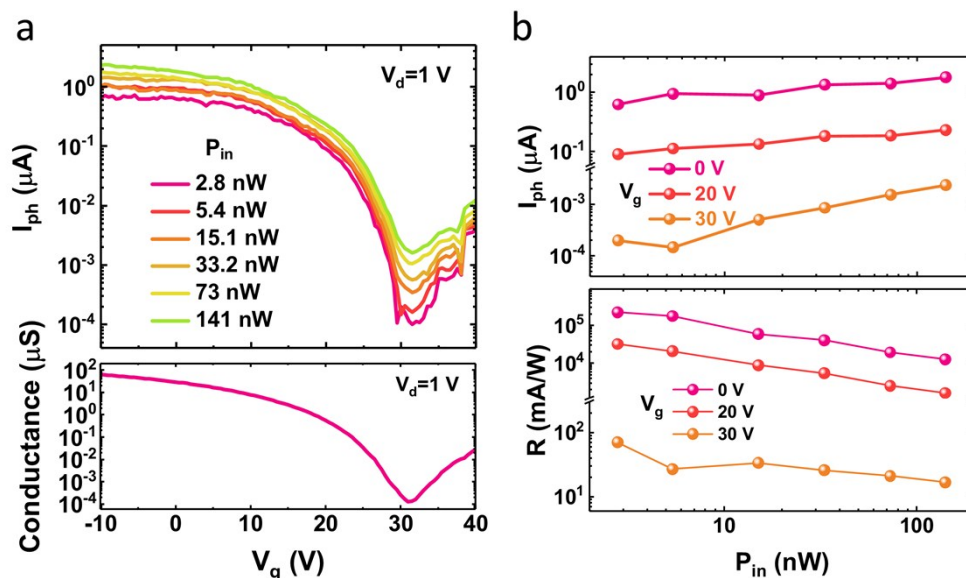 a
I_ph (μA)
10^0
10^-1
10^-2
10^-3
10^-4
V_d=1 V
P_in
2.8 nW
5.4 nW
15.1 nW
33.2 nW
73 nW
141 nW
Conductance (μS)
10^2
10^1
10^0
10^-1
10^-2
10^-3
10^-4
V_d=1 V
-10 0 10 20 30 40
V_g (V)
b
I_ph (μA)
10^0
10^-1
10^-3
10^-4
V_g
0 V
20 V
30 V
R (mA/W)
10^5
10^4
10^2
10^1
V_g
0 V
20 V
30 V
10 100
P_in (nW)